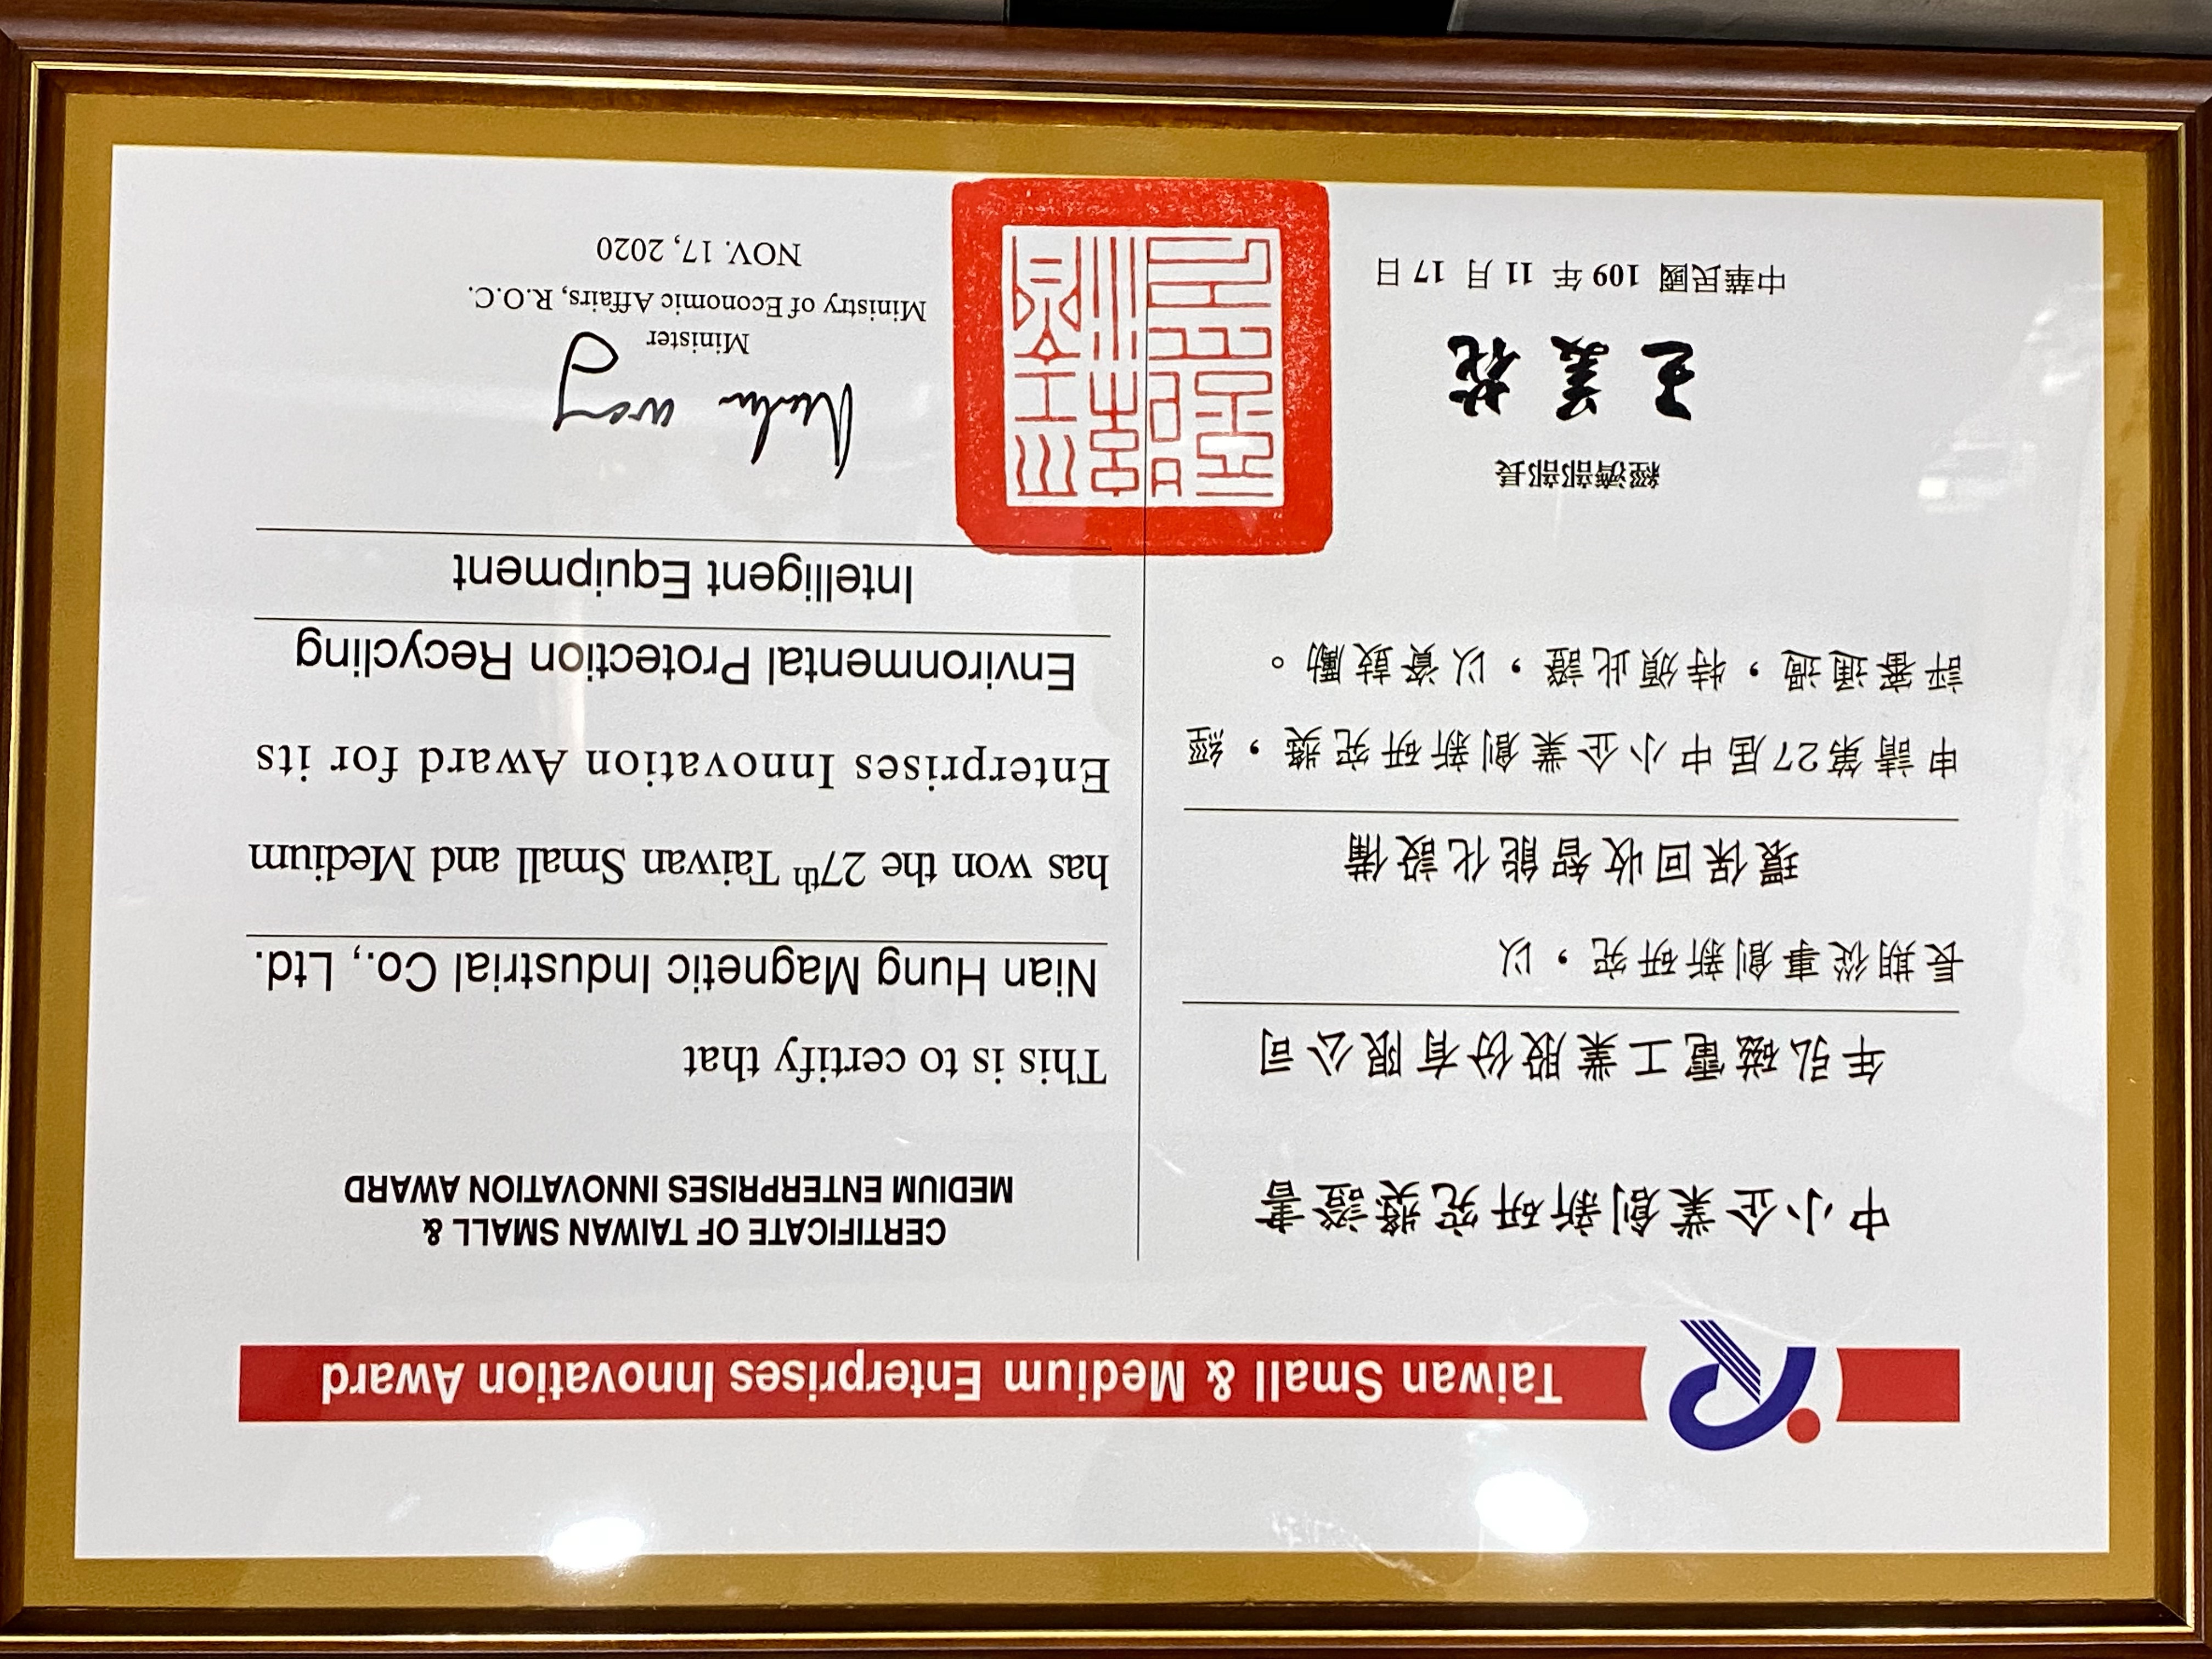 Taiwan Small & Medium Enterprises Innovation Award
中小企業創新研究獎證書
年弘磁電工業股份有限公司
長期從事創新研究，以
環保回收智能化設備
申請第27屆中小企業創新研究獎，經
評審通過，特頒此證，以資鼓勵。
經濟部部長
王美花
中華民國 109 年 11 月 17 日
CERTIFICATE OF TAIWAN SMALL &
MEDIUM ENTERPRISES INNOVATION AWARD
This is to certify that
Nian Hung Magnetic Industrial Co., Ltd.
has won the 27th Taiwan Small and Medium
Enterprises Innovation Award for its
Environmental Protection Recycling
Intelligent Equipment
Minister
Ministry of Economic Affairs, R.O.C.
NOV. 17, 2020